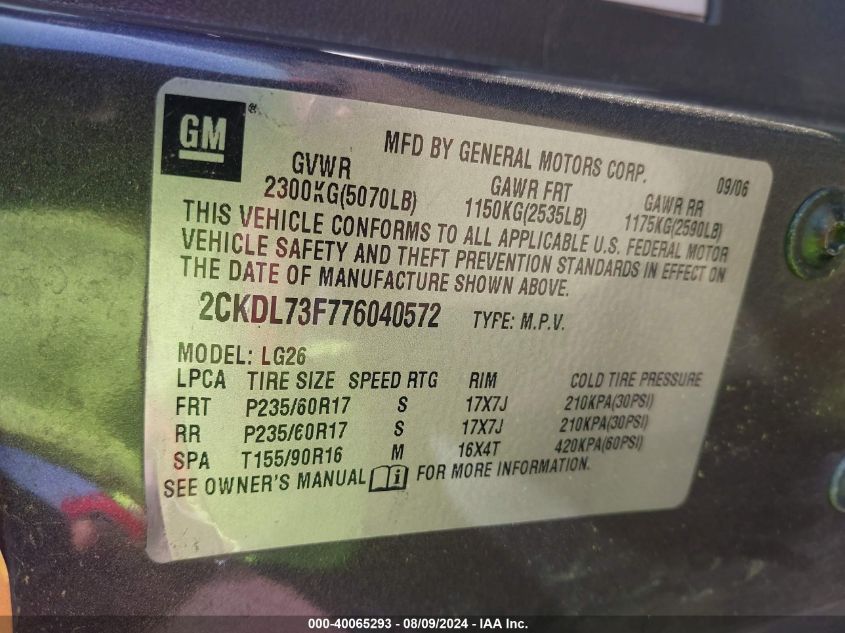 GM ®
MFD BY GENERAL MOTORS CORP. 09/06
GVWR GAWR FRT GAWR RR
2300KG(5070LB) 1150KG(2535LB) 1175KG(2590LB)
THIS VEHICLE CONFORMS TO ALL APPLICABLE U.S. FEDERAL MOTOR
VEHICLE SAFETY AND THEFT PREVENTION STANDARDS IN EFFECT ON
THE DATE OF MANUFACTURE SHOWN ABOVE.
2CKDL73F776040572 TYPE: M.P.V.
MODEL: LG26
LPCA TIRE SIZE SPEED RTG RIM COLD TIRE PRESSURE
FRT P235/60R17 S 17X7J 210KPA(30PSI)
RR P235/60R17 S 17X7J 210KPA(30PSI)
SPA T155/90R16 M 16X4T 420KPA(60PSI)
SEE OWNER'S MANUAL i FOR MORE INFORMATION.
000-40065293 - 08/09/2024 - IAA Inc.